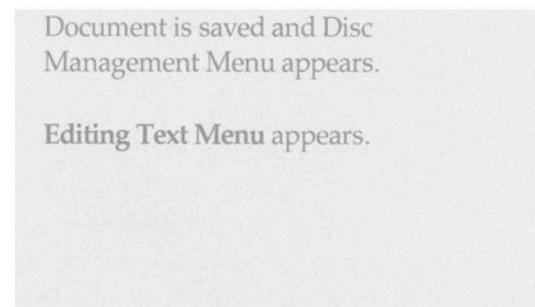 Document is saved and Disc
Management Menu appears.
Editing Text Menu appears.